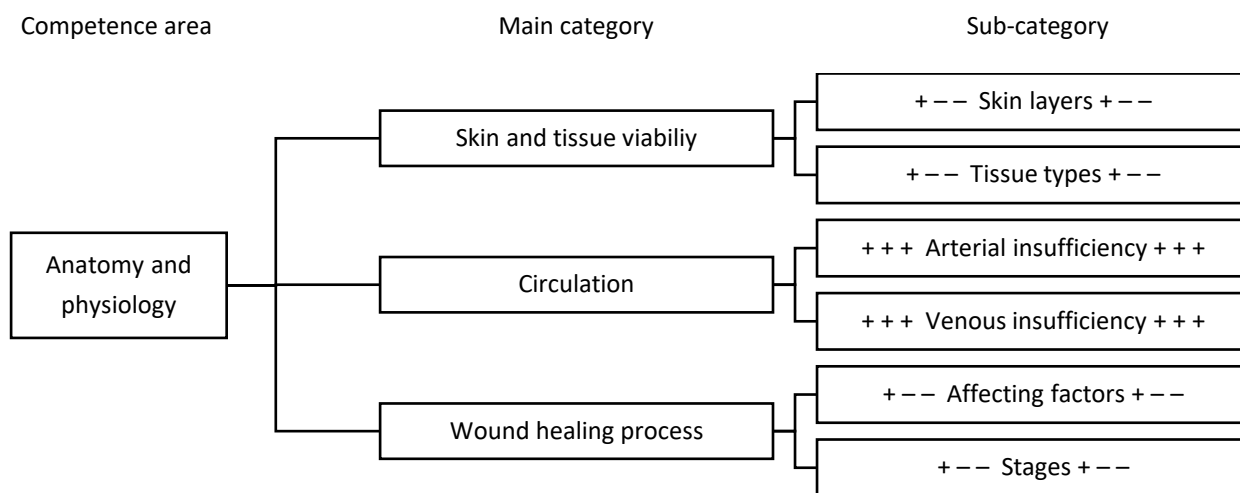 Competence area
Main category
Sub-category
+ – – Skin layers + – –
Skin and tissue viabiliy
+ – – Tissue types + – –
Anatomy and
physiology
+ + + Arterial insufficiency + + +
Circulation
+ + + Venous insufficiency + + +
+ – – Affecting factors + – –
Wound healing process
+ – – Stages + – –